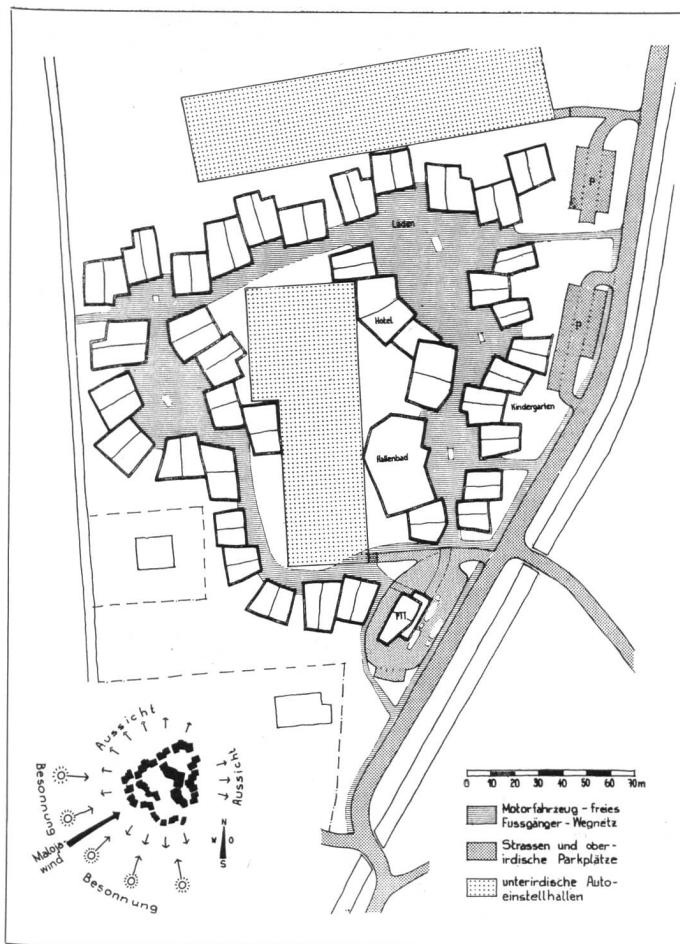 P
Läden
P
Hotel
Kindergarten
Hallenbad
PTT
Aussicht
Aussicht
Besonnung
Maloja-
wind
Besonnung
N
W O
S
0 10 20 30 40 50 60 70m
Motorfahrzeug - freies
Fussgänger - Wegnetz
Strassen und ober-
irdische Parkplätze
unterirdische Auto-
einstellhallen